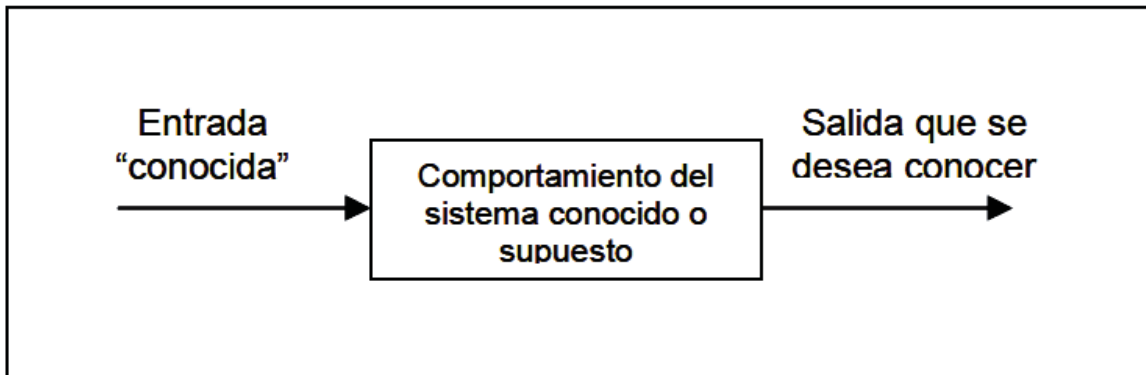 Entrada
“conocida”
Comportamiento del
sistema conocido o
supuesto
Salida que se
desea conocer